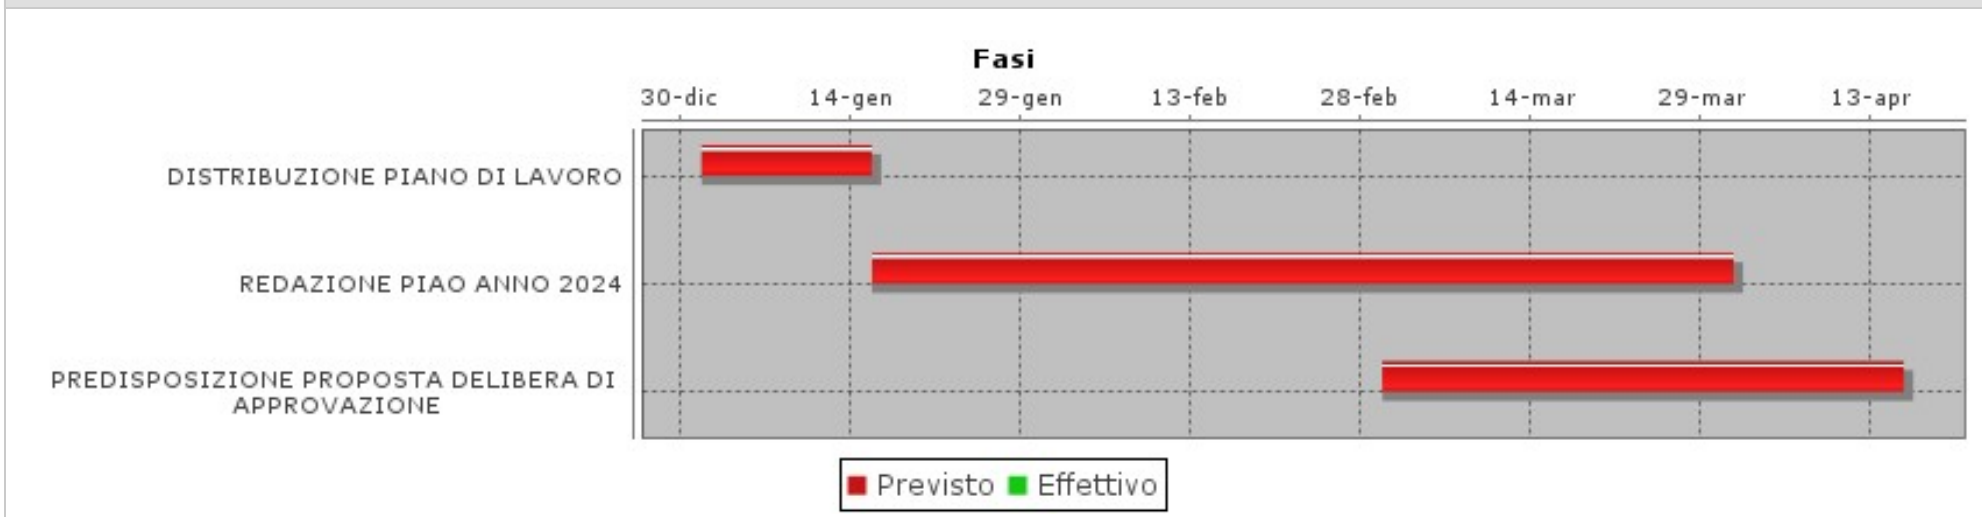 Fasi
30-dic 14-gen 29-gen 13-feb 28-feb 14-mar 29-mar 13-apr
DISTRIBUZIONE PIANO DI LAVORO
REDAZIONE PIAO ANNO 2024
PREDISPOSIZIONE PROPOSTA DELIBERA DI
APPROVAZIONE
Previsto Effettivo